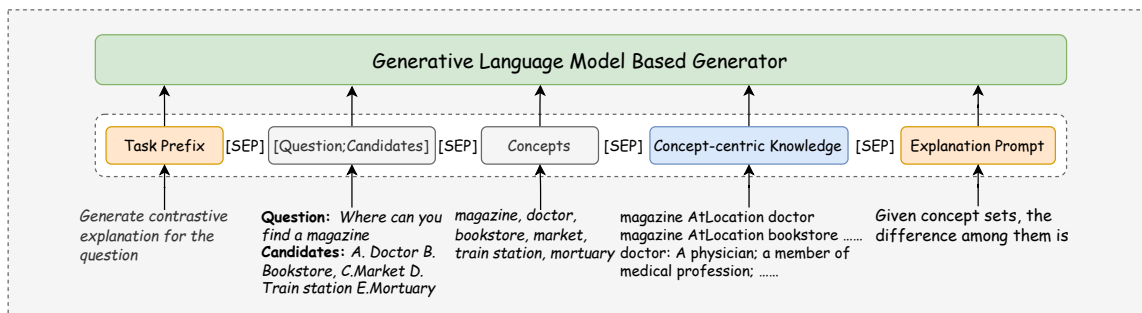 Generative Language Model Based Generator
Task Prefix [SEP] [Question;Candidates] [SEP] Concepts [SEP] Concept-centric Knowledge [SEP] Explanation Prompt
Generate contrastive
explanation for the
question
Question: Where can you
find a magazine
Candidates: A. Doctor B.
Bookstore, C.Market D.
Train station E.Mortuary
magazine, doctor,
bookstore, market,
train station, mortuary
magazine AtLocation doctor
magazine AtLocation bookstore ......
doctor: A physician; a member of
medical profession; ......
Given concept sets, the
difference among them is